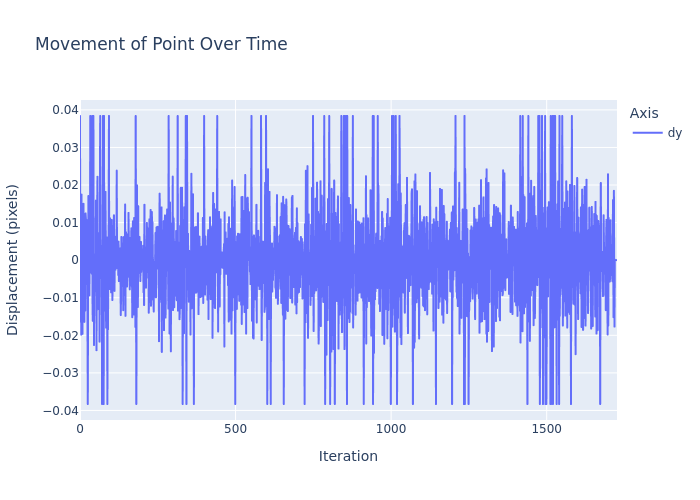 Movement of Point Over Time
Axis
dy
Displacement (pixels)
0.04
0.03
0.02
0.01
0
−0.01
−0.02
−0.03
−0.04
0
500
1000
1500
Iteration